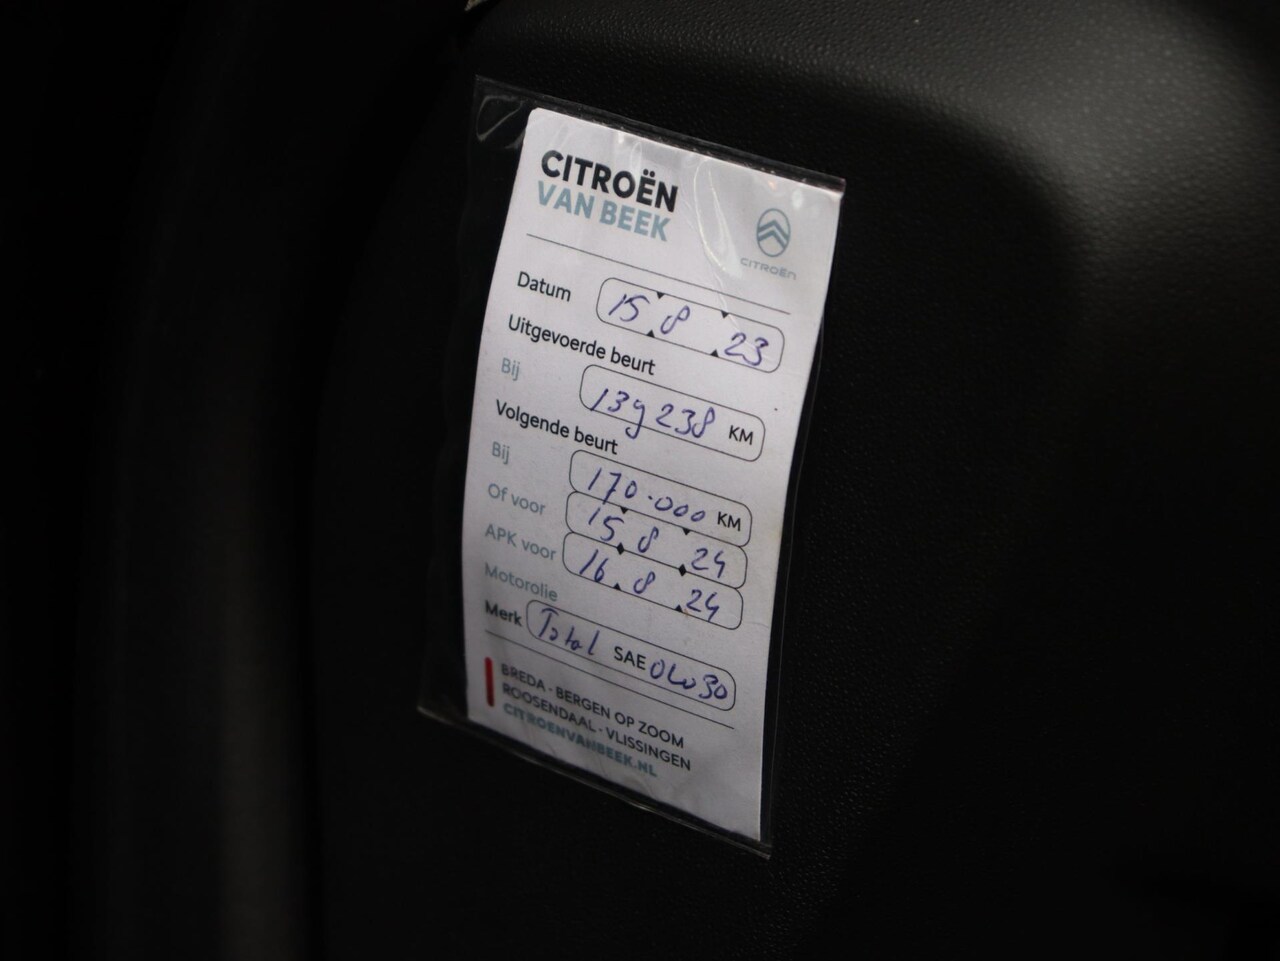 CITROËN
VAN BEEK
CITROËN
Datum 15 8 23
Uitgevoerde beurt
Bij 139238 KM
Volgende beurt
Bij 170.000 KM
Of voor 15 8 24
APK voor 16 8 24
Motorolie
Merk Total SAE 0W30
BREDA · BERGEN OP ZOOM
ROOSENDAAL · VLISSINGEN
CITROENVANBEEK.NL